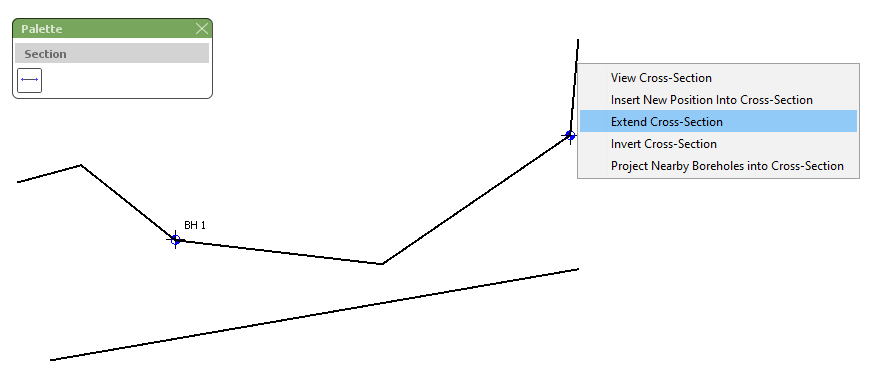 Palette
Section
View Cross-Section
Insert New Position Into Cross-Section
Extend Cross-Section
Invert Cross-Section
Project Nearby Boreholes into Cross-Section
BH 1